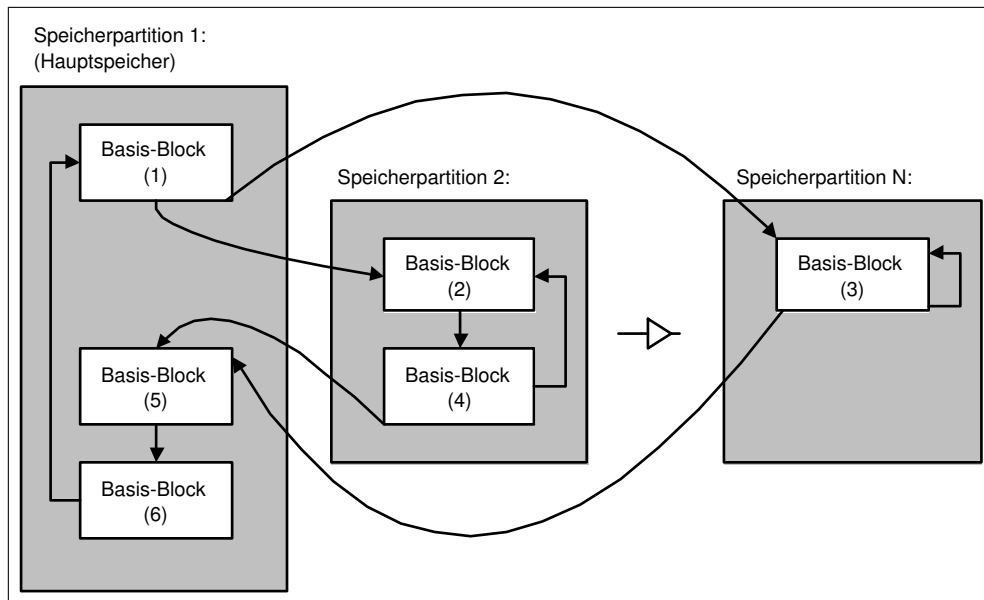 Speicherpartition 1:
(Hauptspeicher)
Basis-Block
(1)
Speicherpartition 2:
Speicherpartition N:
Basis-Block
(2)
Basis-Block
(3)
Basis-Block
(5)
Basis-Block
(4)
Basis-Block
(6)